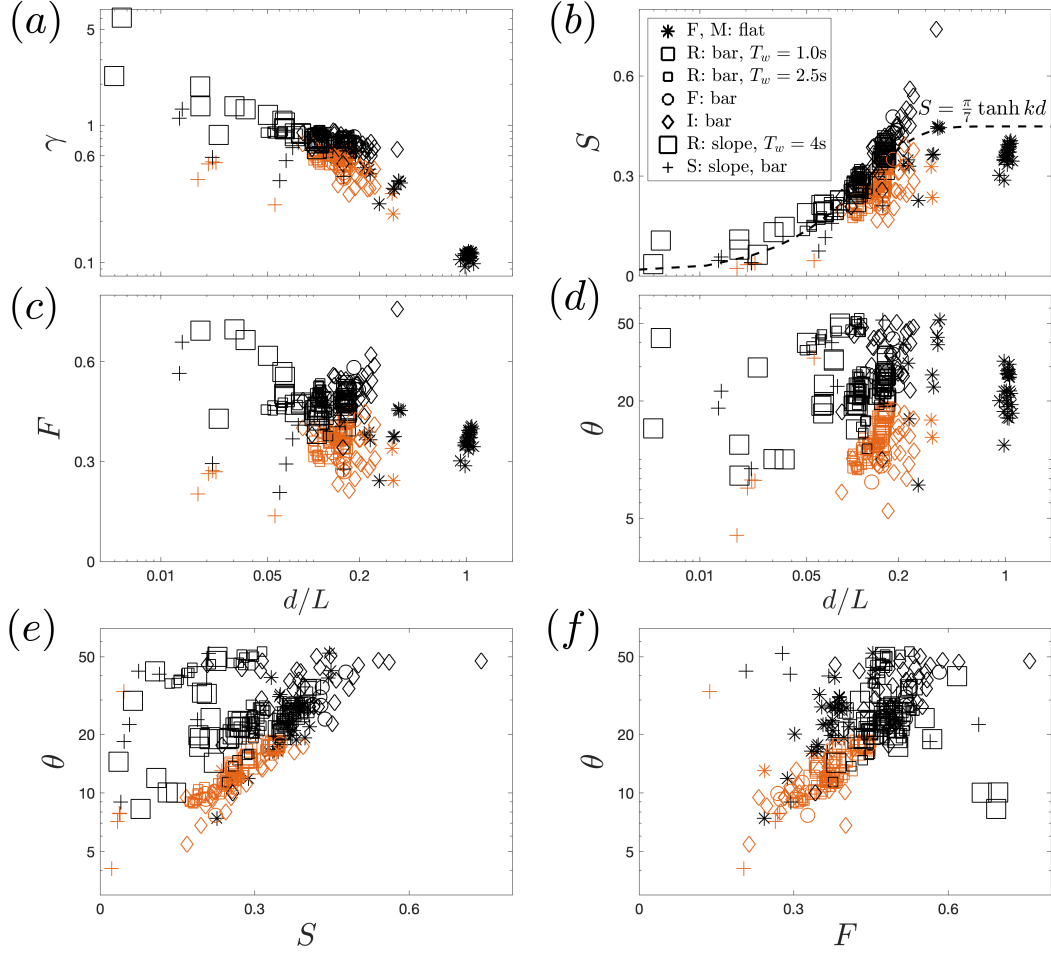 (a)
5
1
0.6
0.1
γ
(b)
0.6
0.3
0
S
F, M: flat
R: bar, T_w = 1.0s
R: bar, T_w = 2.5s
F: bar
I: bar
R: slope, T_w = 4s
S: slope, bar
S = π/7 tanh kd
(c)
0.6
0.3
0
F
0.01 0.05 0.2 1
d/L
(d)
50
20
5
θ
0.01 0.05 0.2 1
d/L
(e)
50
20
10
5
θ
0 0.3 0.6
S
(f)
50
20
10
5
θ
0 0.3 0.6
F